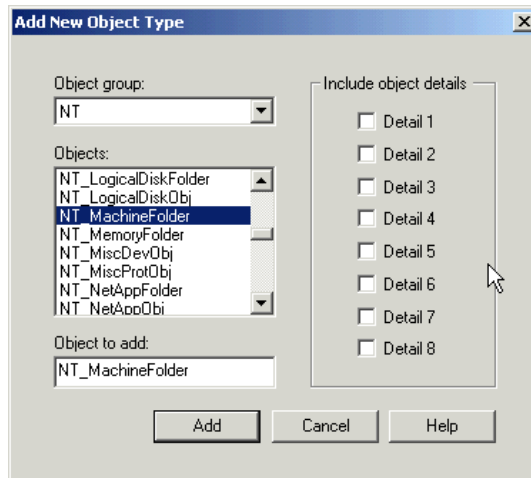 Add New Object Type
Object group:
NT
Objects:
NT_LogicalDiskFolder
NT_LogicalDiskObj
NT_MachineFolder
NT_MemoryFolder
NT_MiscDevObj
NT_MiscProtObj
NT_NetAppFolder
NT_NetAppObj
Object to add:
NT_MachineFolder
Include object details
Detail 1
Detail 2
Detail 3
Detail 4
Detail 5
Detail 6
Detail 7
Detail 8
Add
Cancel
Help